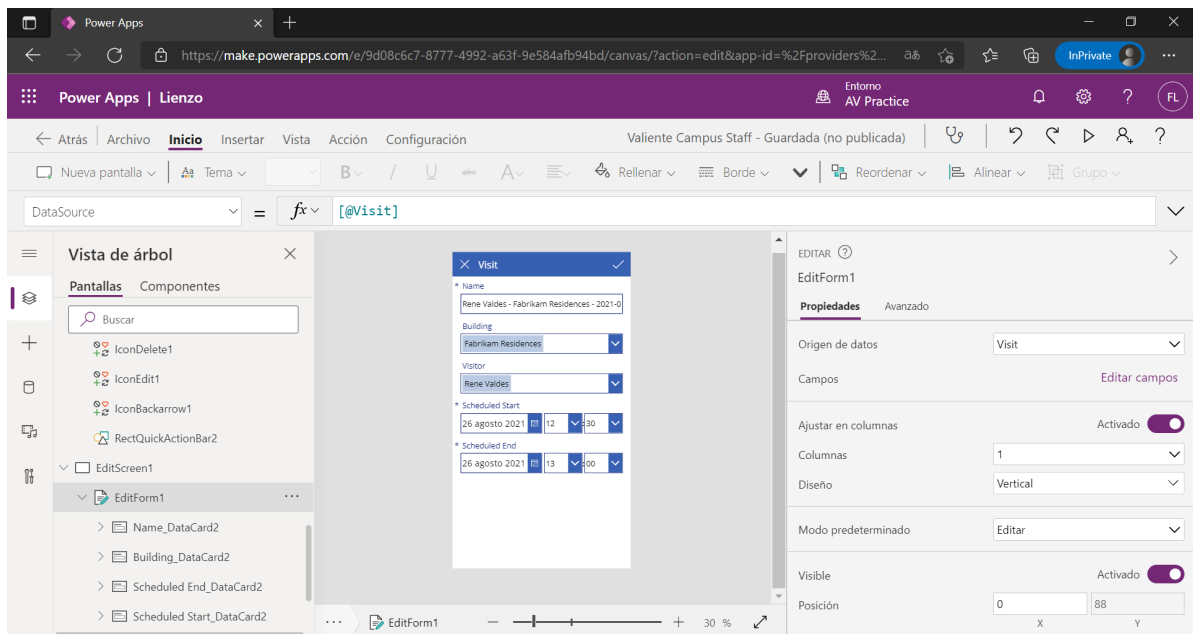 Power Apps
https://make.powerapps.com/e/9d08c6c7-8777-4992-a63f-9e584afb94bd/canvas/?action=edit&app-id=%2Fproviders%2...
aあ
InPrivate
Power Apps | Lienzo
Entorno
AV Practice
FL
Atrás Archivo Inicio Insertar Vista Acción Configuración
Valiente Campus Staff - Guardada (no publicada)
Nueva pantalla Aa Tema B / U abc A Rellenar Borde Reordenar Alinear Grupo
DataSource = fx [@Visit]
Vista de árbol
Pantallas Componentes
Buscar
IconDelete1
IconEdit1
IconBackarrow1
RectQuickActionBar2
EditScreen1
EditForm1 ...
Name_DataCard2
Building_DataCard2
Scheduled End_DataCard2
Scheduled Start_DataCard2
Visit
* Name
Rene Valdes - Fabrikam Residences - 2021-0
Building
Fabrikam Residences
Visitor
Rene Valdes
* Scheduled Start
26 agosto 2021 12 :30
* Scheduled End
26 agosto 2021 13 :00
... EditForm1
30 %
EDITAR
EditForm1
Propiedades Avanzado
Origen de datos Visit
Campos Editar campos
Ajustar en columnas Activado
Columnas 1
Diseño Vertical
Modo predeterminado Editar
Visible Activado
Posición 0 88
X Y